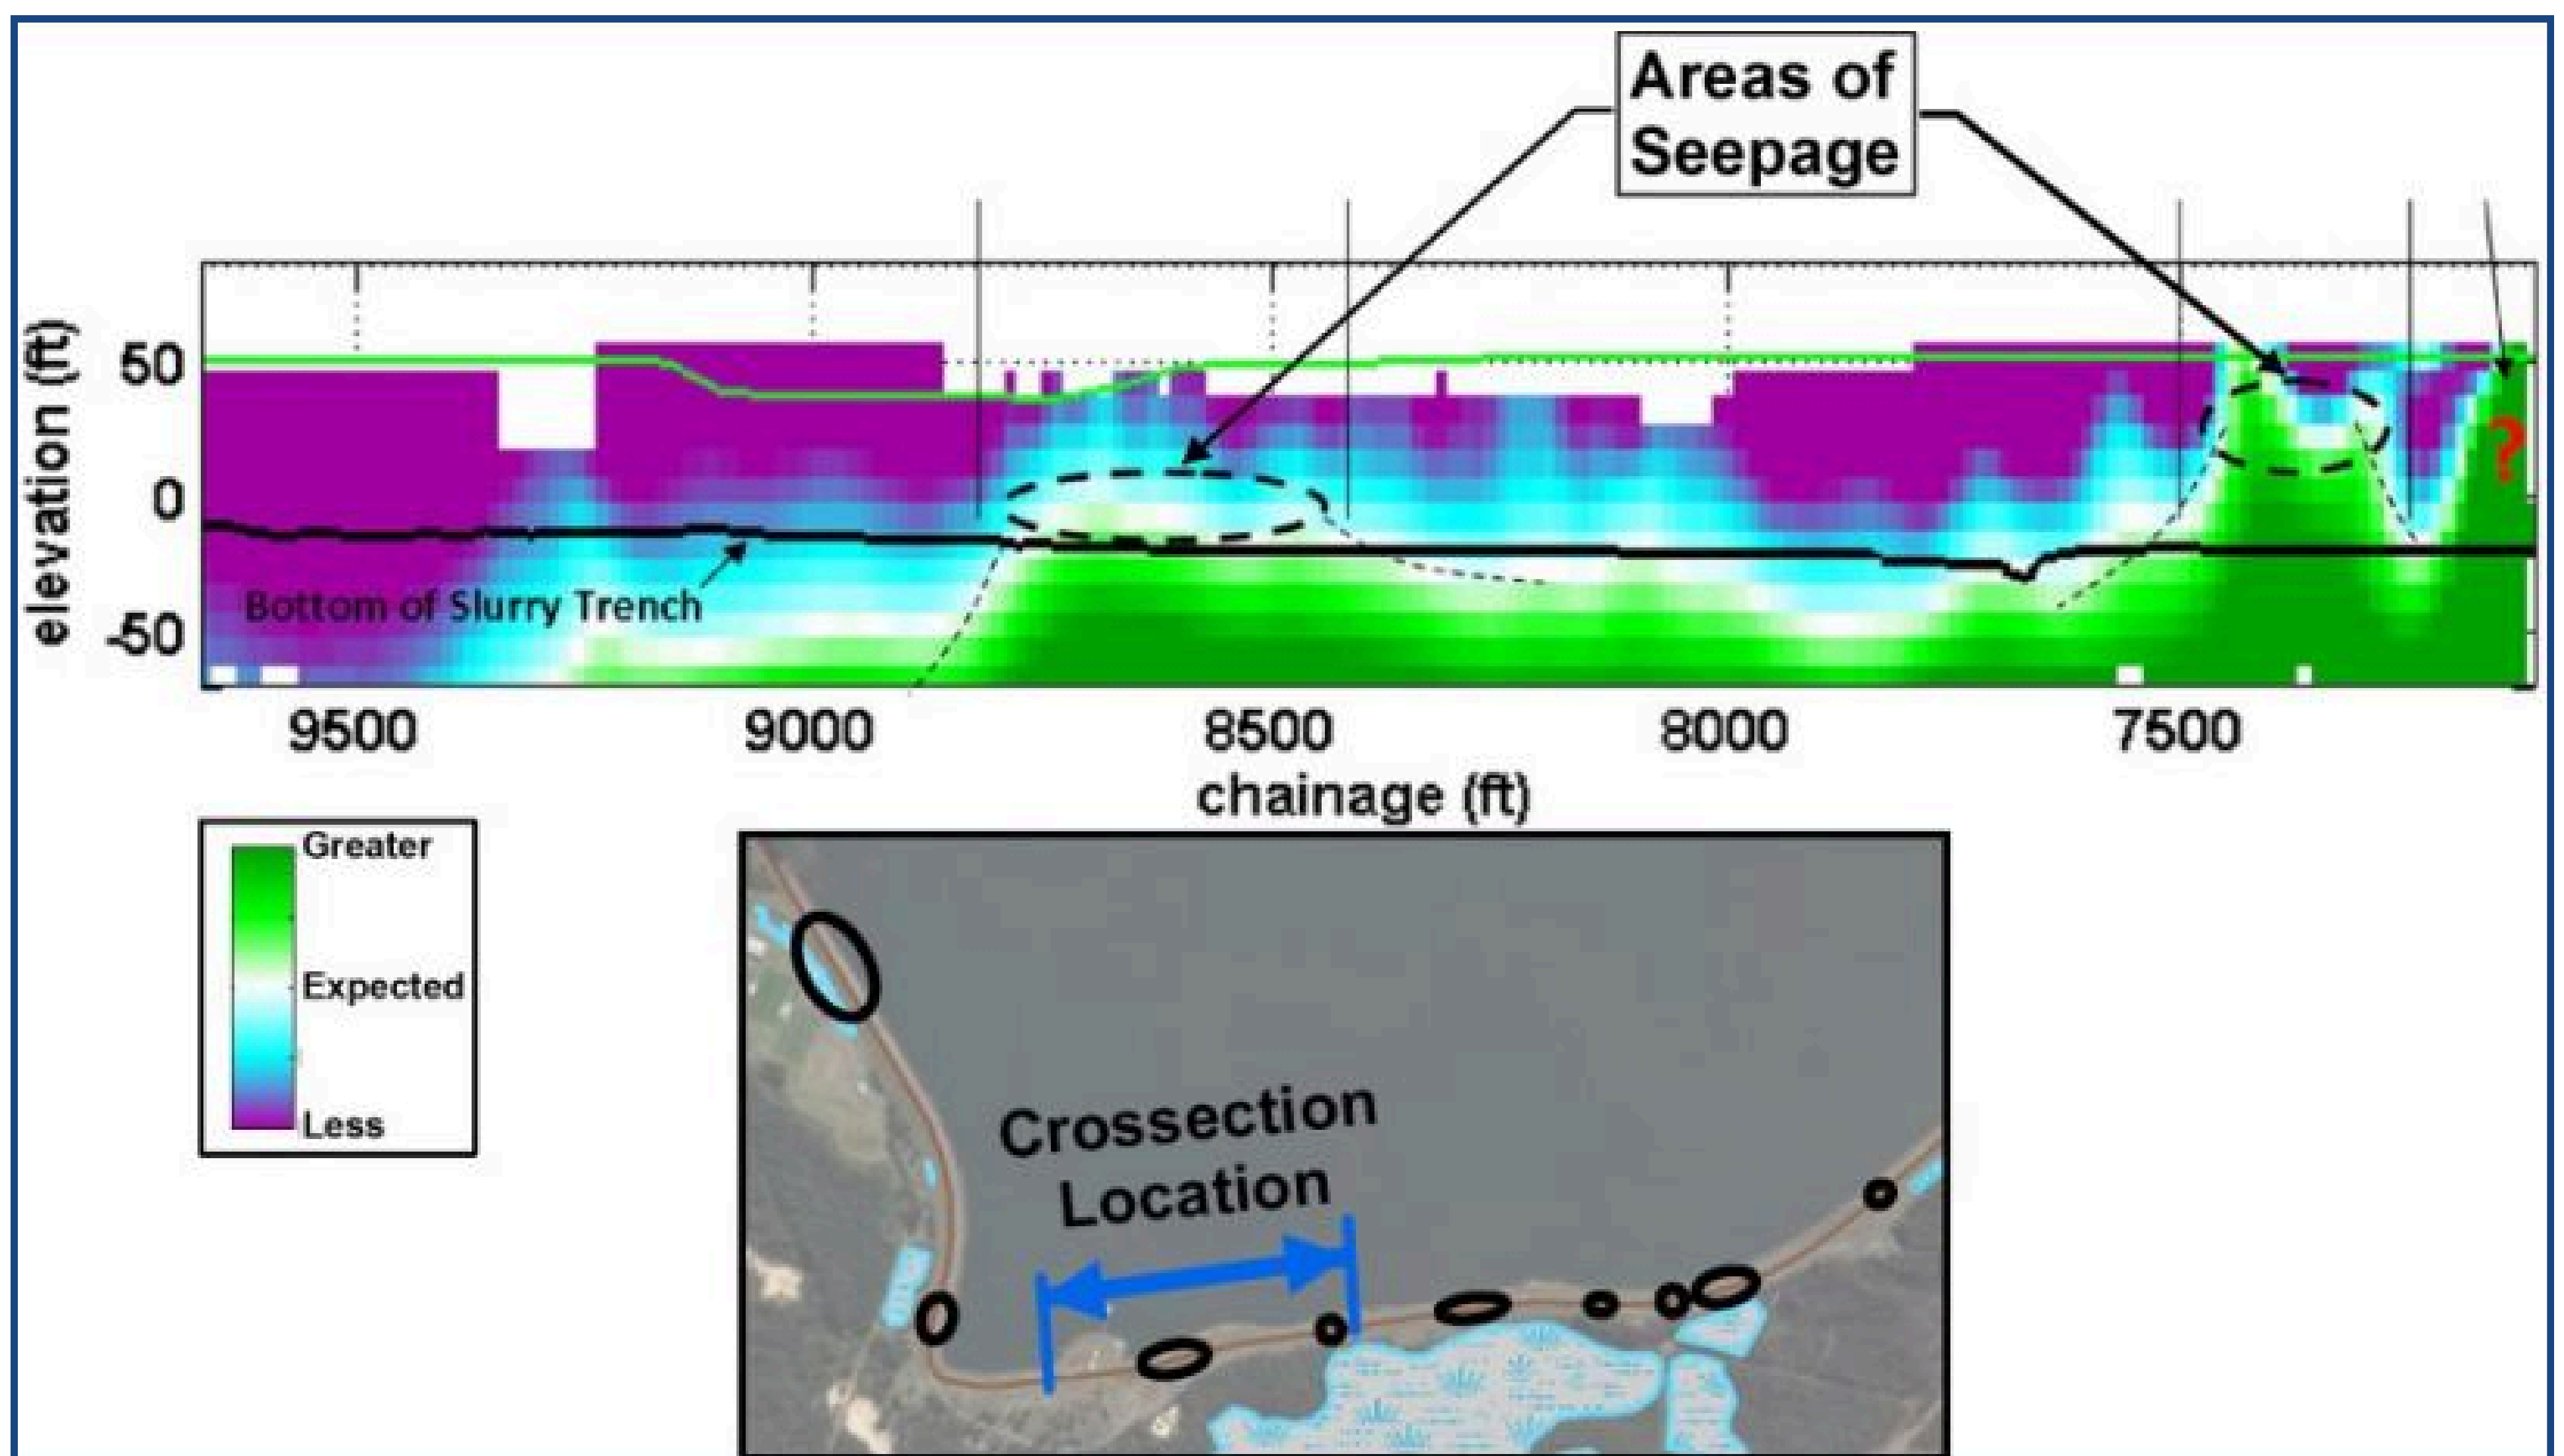 Areas of
Seepage
elevation (ft)
50
0
-50
?
Bottom of Slurry Trench
9500
9000
8500
8000
7500
chainage (ft)
Greater
Expected
Less
Crossection
Location